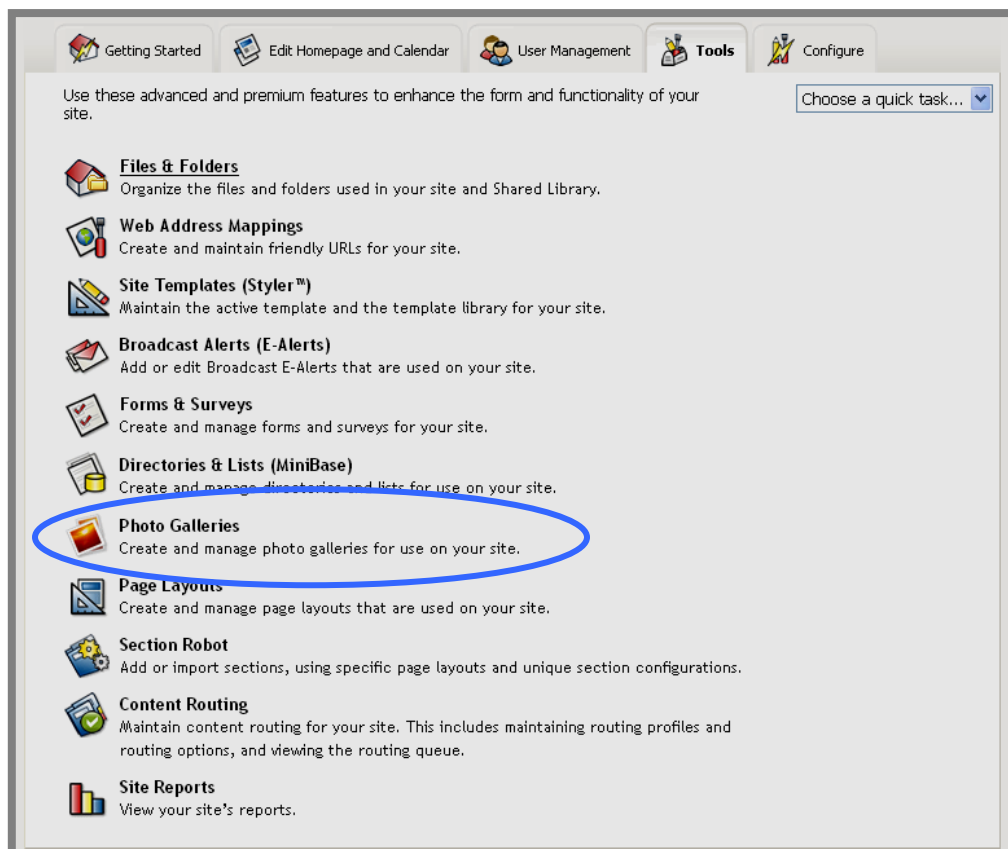 Getting Started
Edit Homepage and Calendar
User Management
Tools
Configure
Use these advanced and premium features to enhance the form and functionality of your
site.
Choose a quick task...
Files & Folders
Organize the files and folders used in your site and Shared Library.
Web Address Mappings
Create and maintain friendly URLs for your site.
Site Templates (Styler™)
Maintain the active template and the template library for your site.
Broadcast Alerts (E-Alerts)
Add or edit Broadcast E-Alerts that are used on your site.
Forms & Surveys
Create and manage forms and surveys for your site.
Directories & Lists (MiniBase)
Create and manage directories and lists for use on your site.
Photo Galleries
Create and manage photo galleries for use on your site.
Page Layouts
Create and manage page layouts that are used on your site.
Section Robot
Add or import sections, using specific page layouts and unique section configurations.
Content Routing
Maintain content routing for your site. This includes maintaining routing profiles and
routing options, and viewing the routing queue.
Site Reports
View your site's reports.